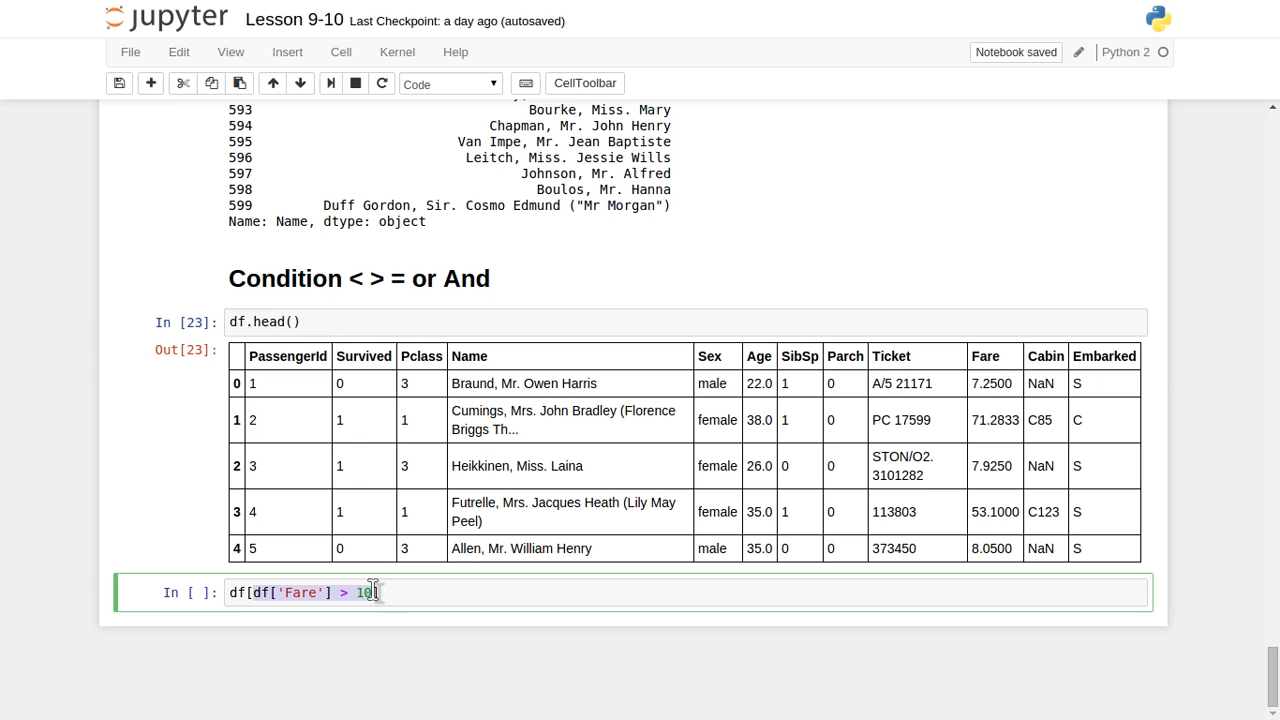 jupyter Lesson 9-10 Last Checkpoint: a day ago (autosaved)
File Edit View Insert Cell Kernel Help Notebook saved Python 2
Code CellToolbar
593 Bourke, Miss. Mary
594 Chapman, Mr. John Henry
595 Van Impe, Mr. Jean Baptiste
596 Leitch, Miss. Jessie Wills
597 Johnson, Mr. Alfred
598 Boulos, Mr. Hanna
599 Duff Gordon, Sir. Cosmo Edmund ("Mr Morgan")
Name: Name, dtype: object
Condition < > = or And
In [23]: df.head()
Out[23]:
PassengerId Survived Pclass Name Sex Age SibSp Parch Ticket Fare Cabin Embarked
0 1 0 3 Braund, Mr. Owen Harris male 22.0 1 0 A/5 21171 7.2500 NaN S
1 2 1 1 Cumings, Mrs. John Bradley (Florence Briggs Th... female 38.0 1 0 PC 17599 71.2833 C85 C
2 3 1 3 Heikkinen, Miss. Laina female 26.0 0 0 STON/O2. 3101282 7.9250 NaN S
3 4 1 1 Futrelle, Mrs. Jacques Heath (Lily May Peel) female 35.0 1 0 113803 53.1000 C123 S
4 5 0 3 Allen, Mr. William Henry male 35.0 0 0 373450 8.0500 NaN S
In [ ]: df[df['Fare'] > 10]